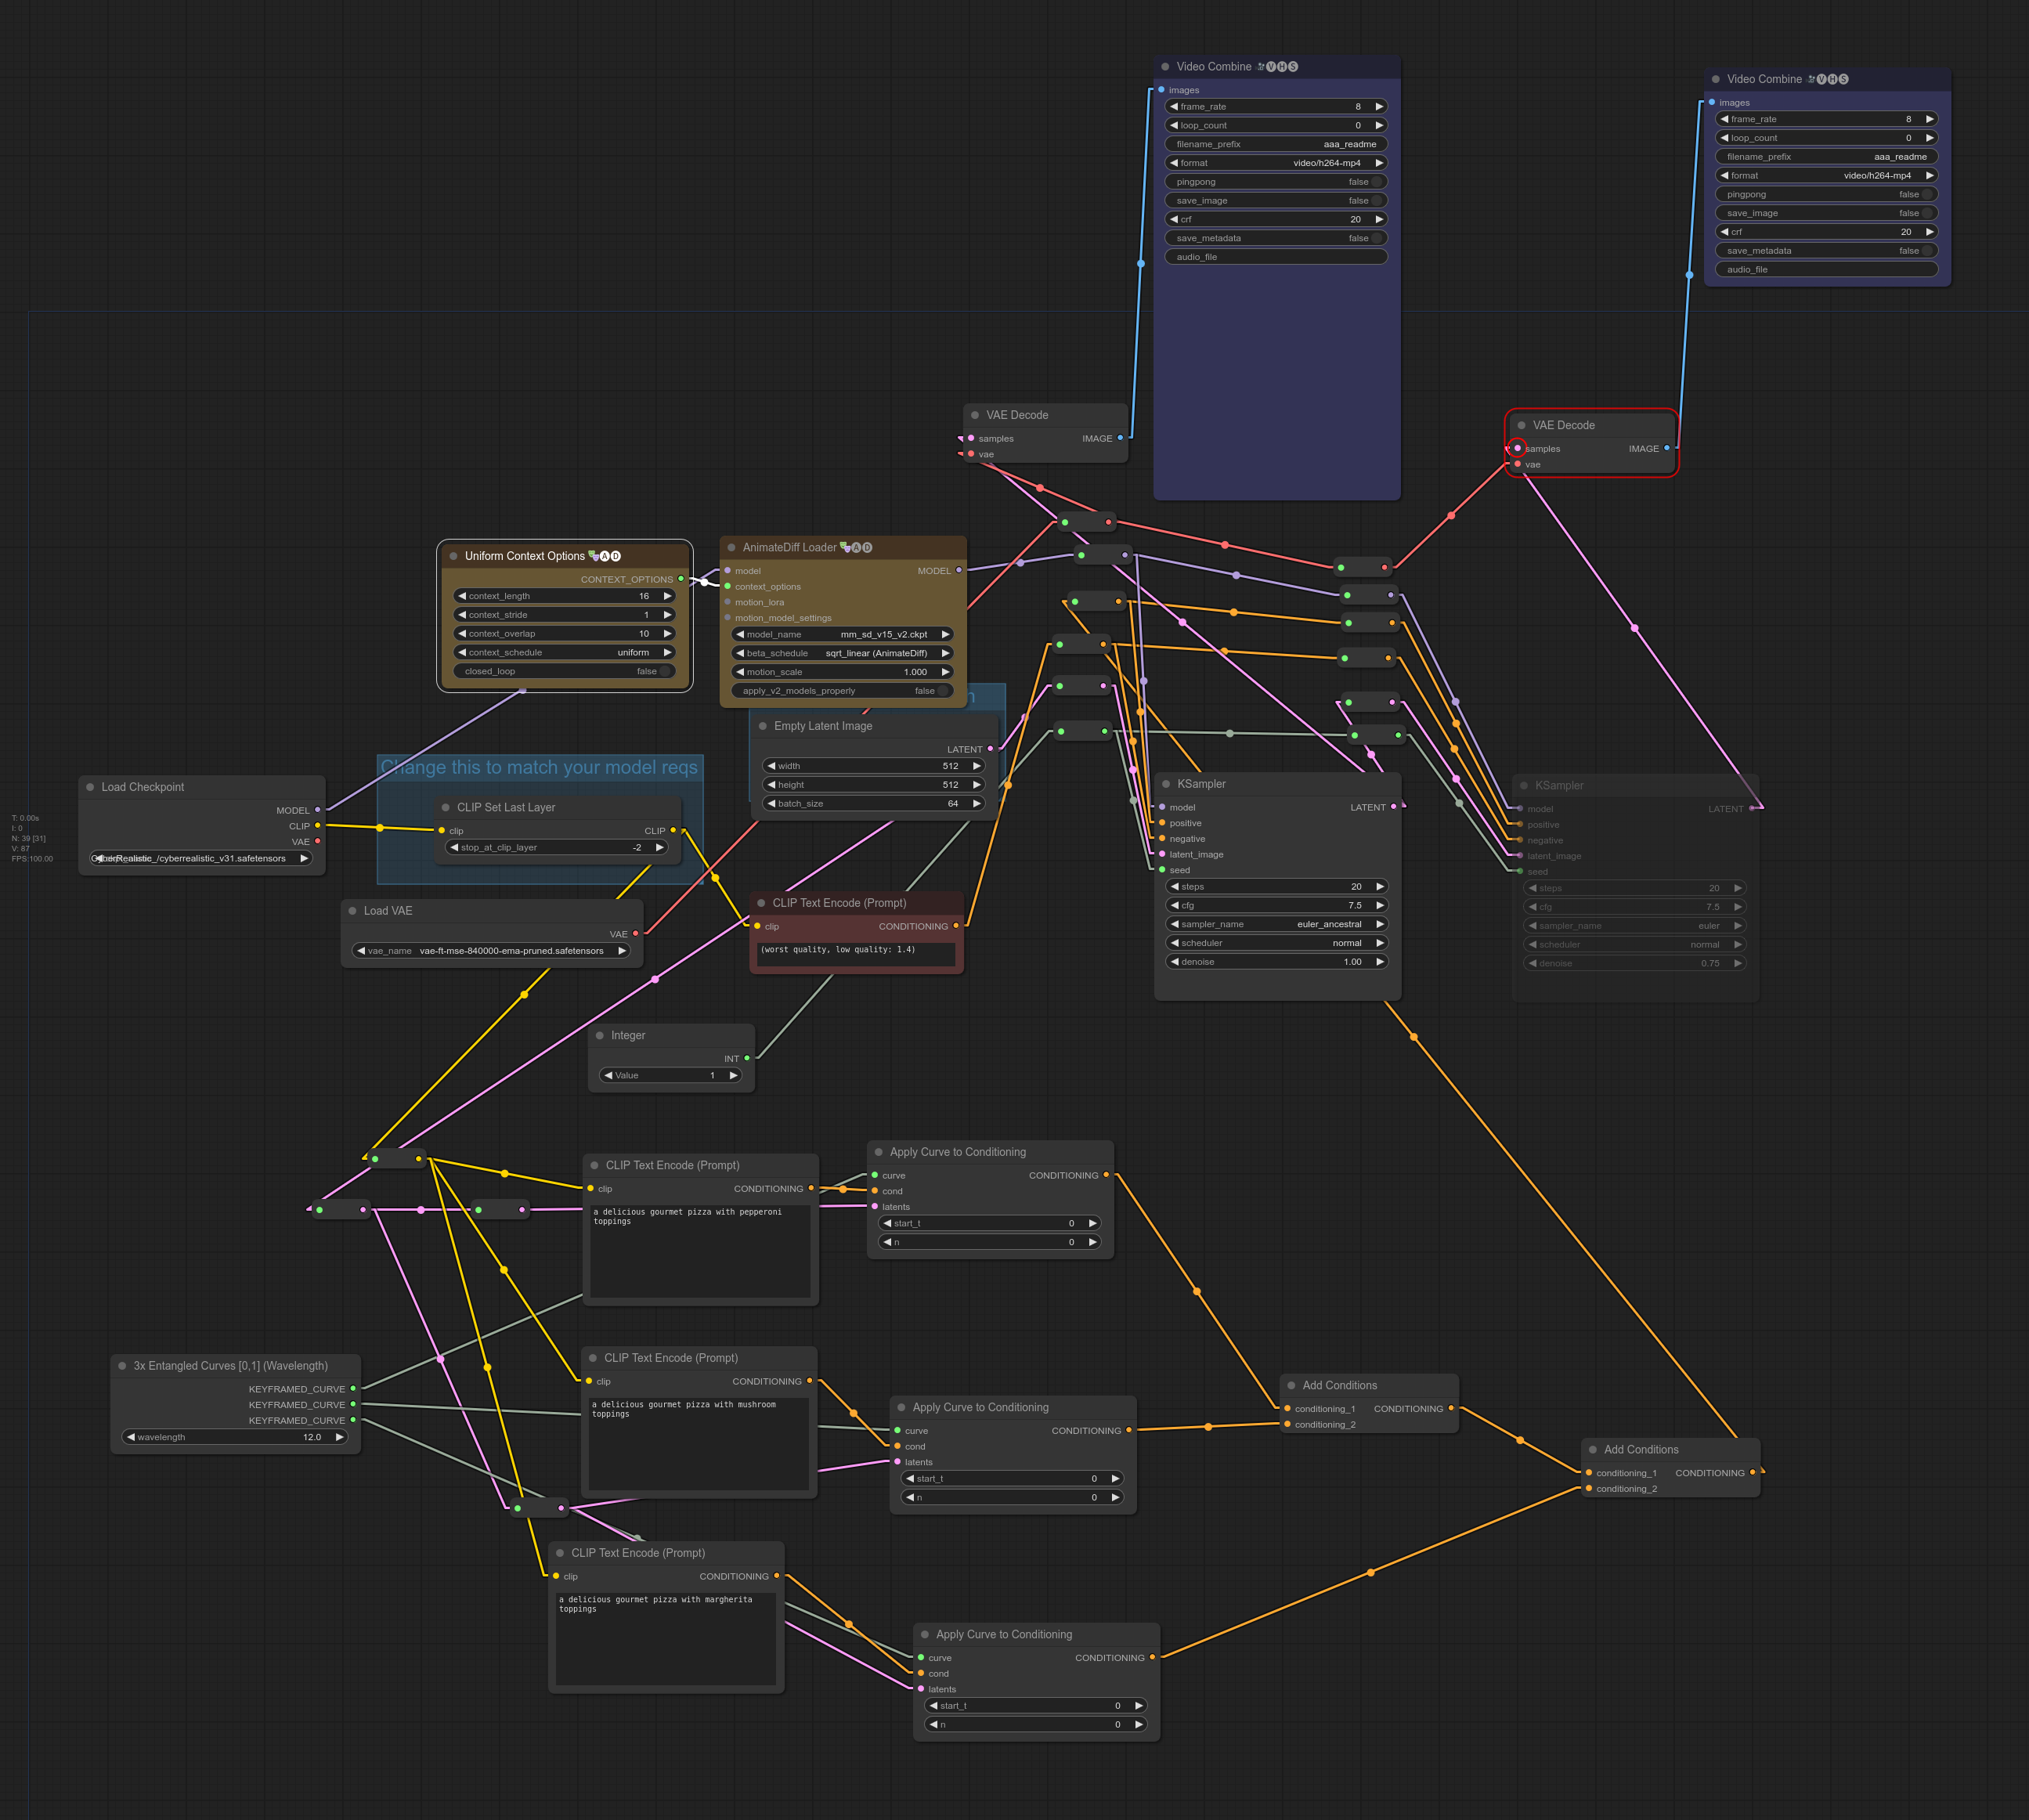 Video Combine VHS
images
frame_rate 8
loop_count 0
filename_prefix aaa_readme
format video/h264-mp4
pingpong false
save_image false
crf 20
save_metadata false
audio_file
Video Combine VHS
images
frame_rate 8
loop_count 0
filename_prefix aaa_readme
format video/h264-mp4
pingpong false
save_image false
crf 20
save_metadata false
audio_file
VAE Decode
samples IMAGE
vae
VAE Decode
samples IMAGE
vae
Uniform Context Options AD
CONTEXT_OPTIONS
context_length 16
context_stride 1
context_overlap 10
context_schedule uniform
closed_loop false
AnimateDiff Loader AD
model MODEL
context_options
motion_lora
motion_model_settings
model_name mm_sd_v15_v2.ckpt
beta_schedule sqrt_linear (AnimateDiff)
motion_scale 1.000
apply_v2_models_properly false
n
Empty Latent Image
LATENT
width 512
height 512
batch_size 64
Change this to match your model reqs
CLIP Set Last Layer
clip CLIP
stop_at_clip_layer -2
Load Checkpoint
MODEL
CLIP
VAE
CyberRealistic_/cyberrealistic_v31.safetensors
T: 0.00s
I: 0
N: 39 [31]
V: 87
FPS:100.00
Load VAE
VAE
vae_name vae-ft-mse-840000-ema-pruned.safetensors
CLIP Text Encode (Prompt)
clip CONDITIONING
(worst quality, low quality: 1.4)
KSampler
model LATENT
positive
negative
latent_image
seed
steps 20
cfg 7.5
sampler_name euler_ancestral
scheduler normal
denoise 1.00
KSampler
model LATENT
positive
negative
latent_image
seed
steps 20
cfg 7.5
sampler_name euler
scheduler normal
denoise 0.75
Integer
INT
Value 1
CLIP Text Encode (Prompt)
clip CONDITIONING
a delicious gourmet pizza with pepperoni
toppings
Apply Curve to Conditioning
curve CONDITIONING
cond
latents
start_t 0
n 0
3x Entangled Curves [0,1] (Wavelength)
KEYFRAMED_CURVE
KEYFRAMED_CURVE
KEYFRAMED_CURVE
wavelength 12.0
CLIP Text Encode (Prompt)
clip CONDITIONING
a delicious gourmet pizza with mushroom
toppings
Apply Curve to Conditioning
curve CONDITIONING
cond
latents
start_t 0
n 0
Add Conditions
conditioning_1 CONDITIONING
conditioning_2
Add Conditions
conditioning_1 CONDITIONING
conditioning_2
CLIP Text Encode (Prompt)
clip CONDITIONING
a delicious gourmet pizza with margherita
toppings
Apply Curve to Conditioning
curve CONDITIONING
cond
latents
start_t 0
n 0